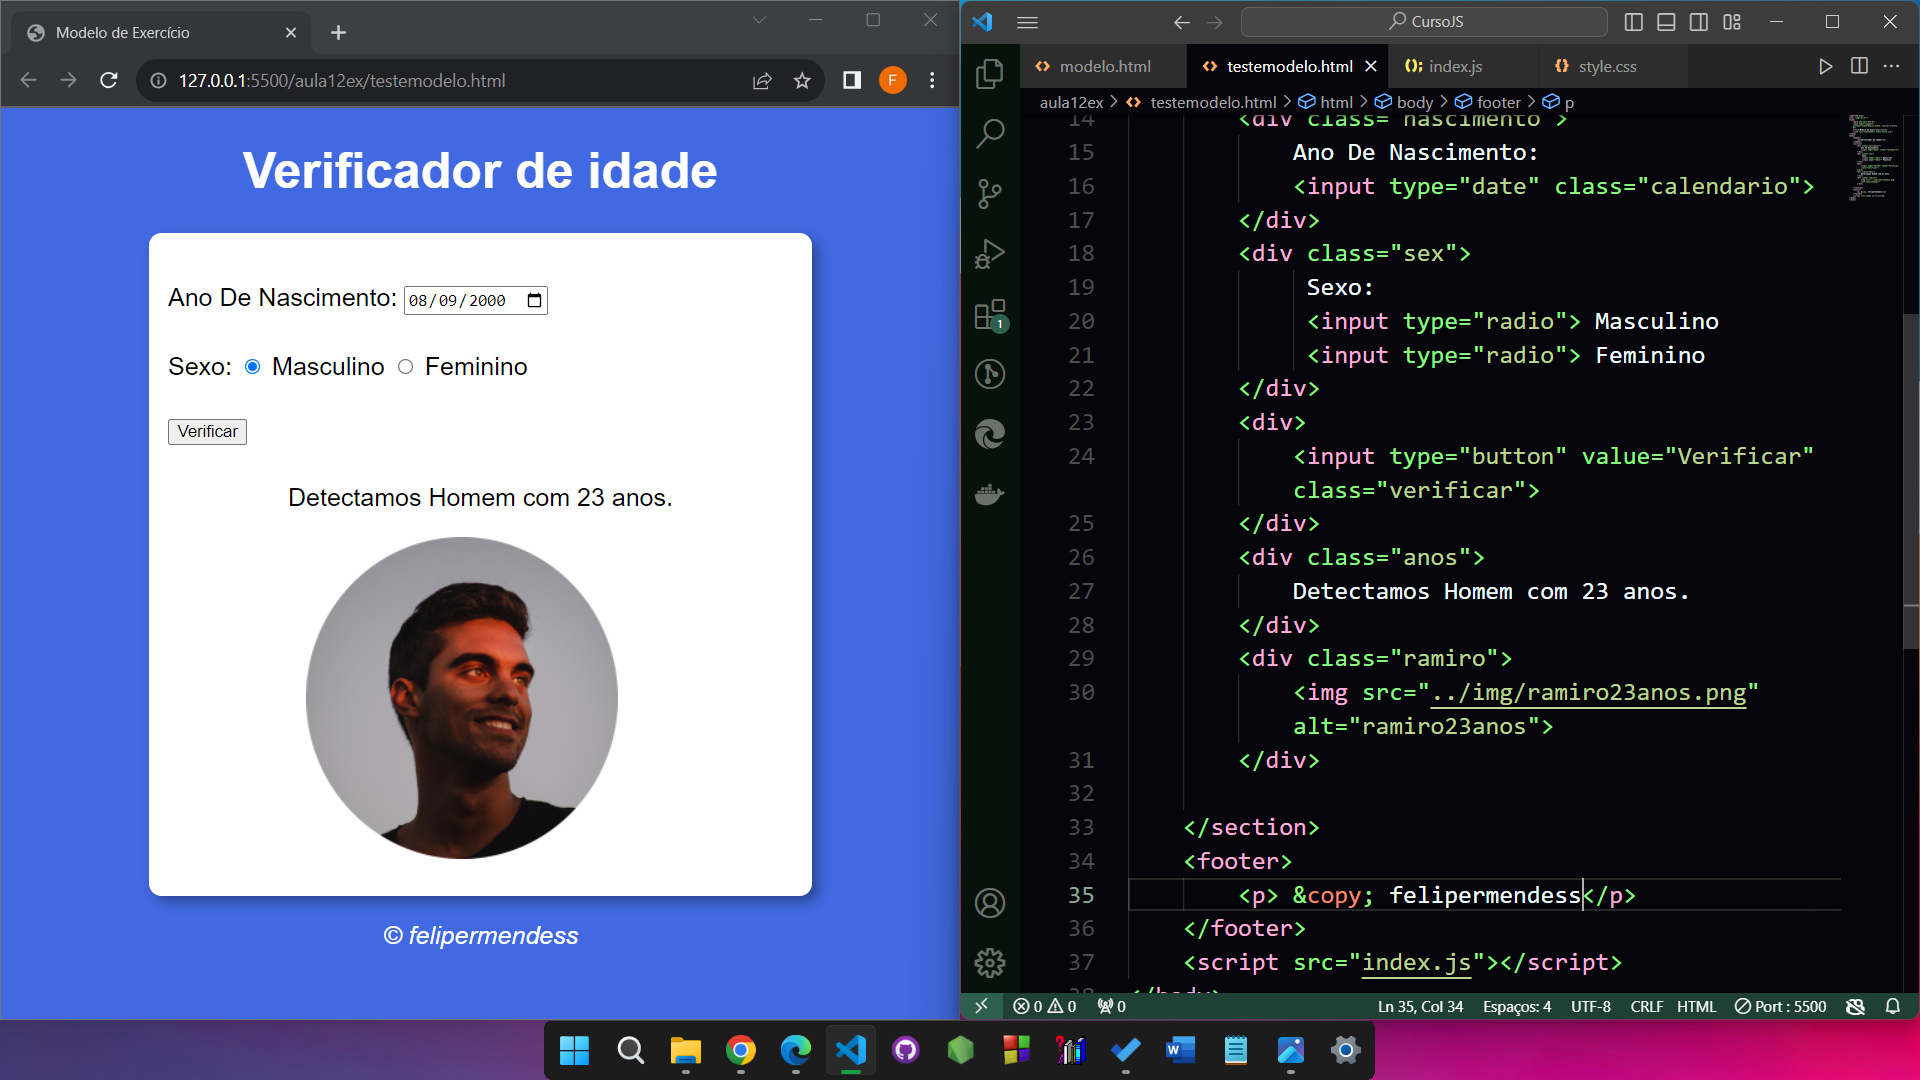 Modelo de Exercício
127.0.0.1:5500/aula12ex/testemodelo.html
F
Verificador de idade
Ano De Nascimento: 08/09/2000
Sexo: Masculino Feminino
Verificar
Detectamos Homem com 23 anos.
© felipermendess
CursoJS
modelo.html
testemodelo.html
index.js
style.css
aula12ex > testemodelo.html > html > body > footer > p
1
14 <div class="nascimento">
15 Ano De Nascimento:
16 <input type="date" class="calendario">
17 </div>
18 <div class="sex">
19 Sexo:
20 <input type="radio"> Masculino
21 <input type="radio"> Feminino
22 </div>
23 <div>
24 <input type="button" value="Verificar"
class="verificar">
25 </div>
26 <div class="anos">
27 Detectamos Homem com 23 anos.
28 </div>
29 <div class="ramiro">
30 <img src="../img/ramiro23anos.png"
alt="ramiro23anos">
31 </div>
32
33 </section>
34 <footer>
35 <p> &copy; felipermendess</p>
36 </footer>
37 <script src="index.js"></script>
38 </body>
0 0 0 Ln 35, Col 34 Espaços: 4 UTF-8 CRLF HTML Port : 5500